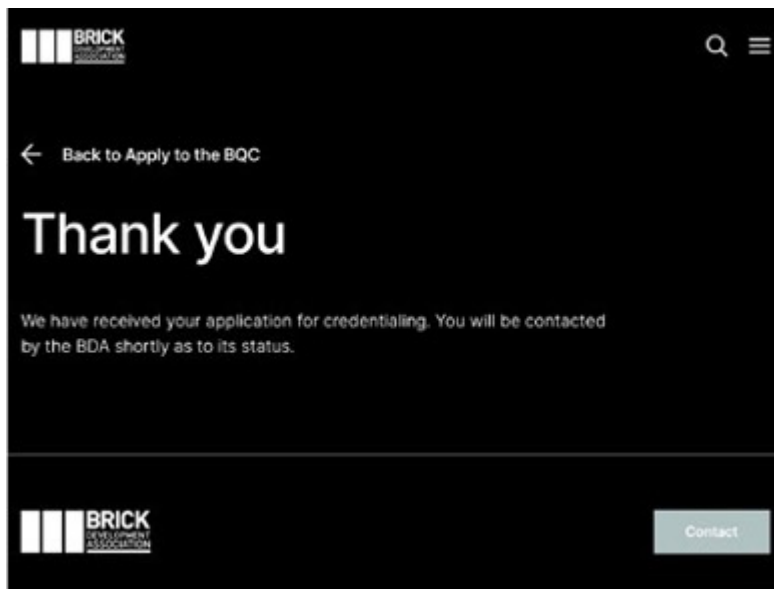 BRICK
DEVELOPMENT
ASSOCIATION
Back to Apply to the BQC
Thank you
We have received your application for credentialing. You will be contacted
by the BDA shortly as to its status.
BRICK
DEVELOPMENT
ASSOCIATION
Contact